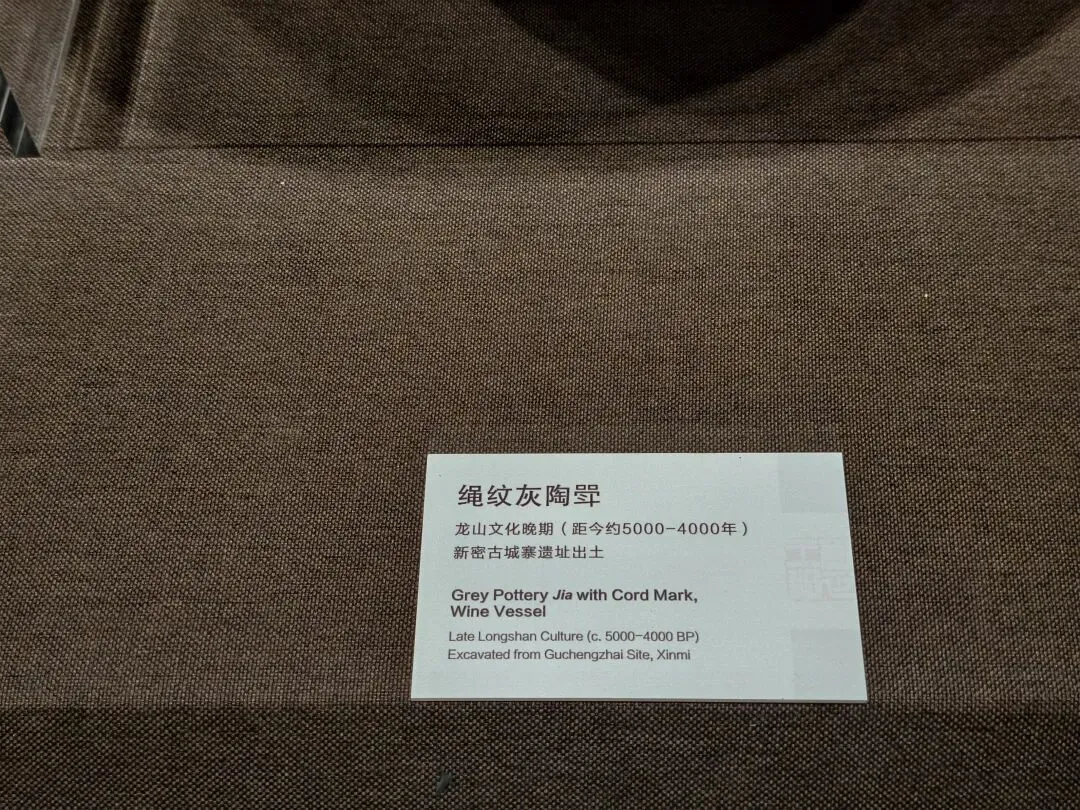 绳纹灰陶斝
龙山文化晚期（距今约5000-4000年）
新密古城寨遗址出土
Grey Pottery Jia with Cord Mark,
Wine Vessel
Late Longshan Culture (c. 5000-4000 BP)
Excavated from Guchengzhai Site, Xinmi